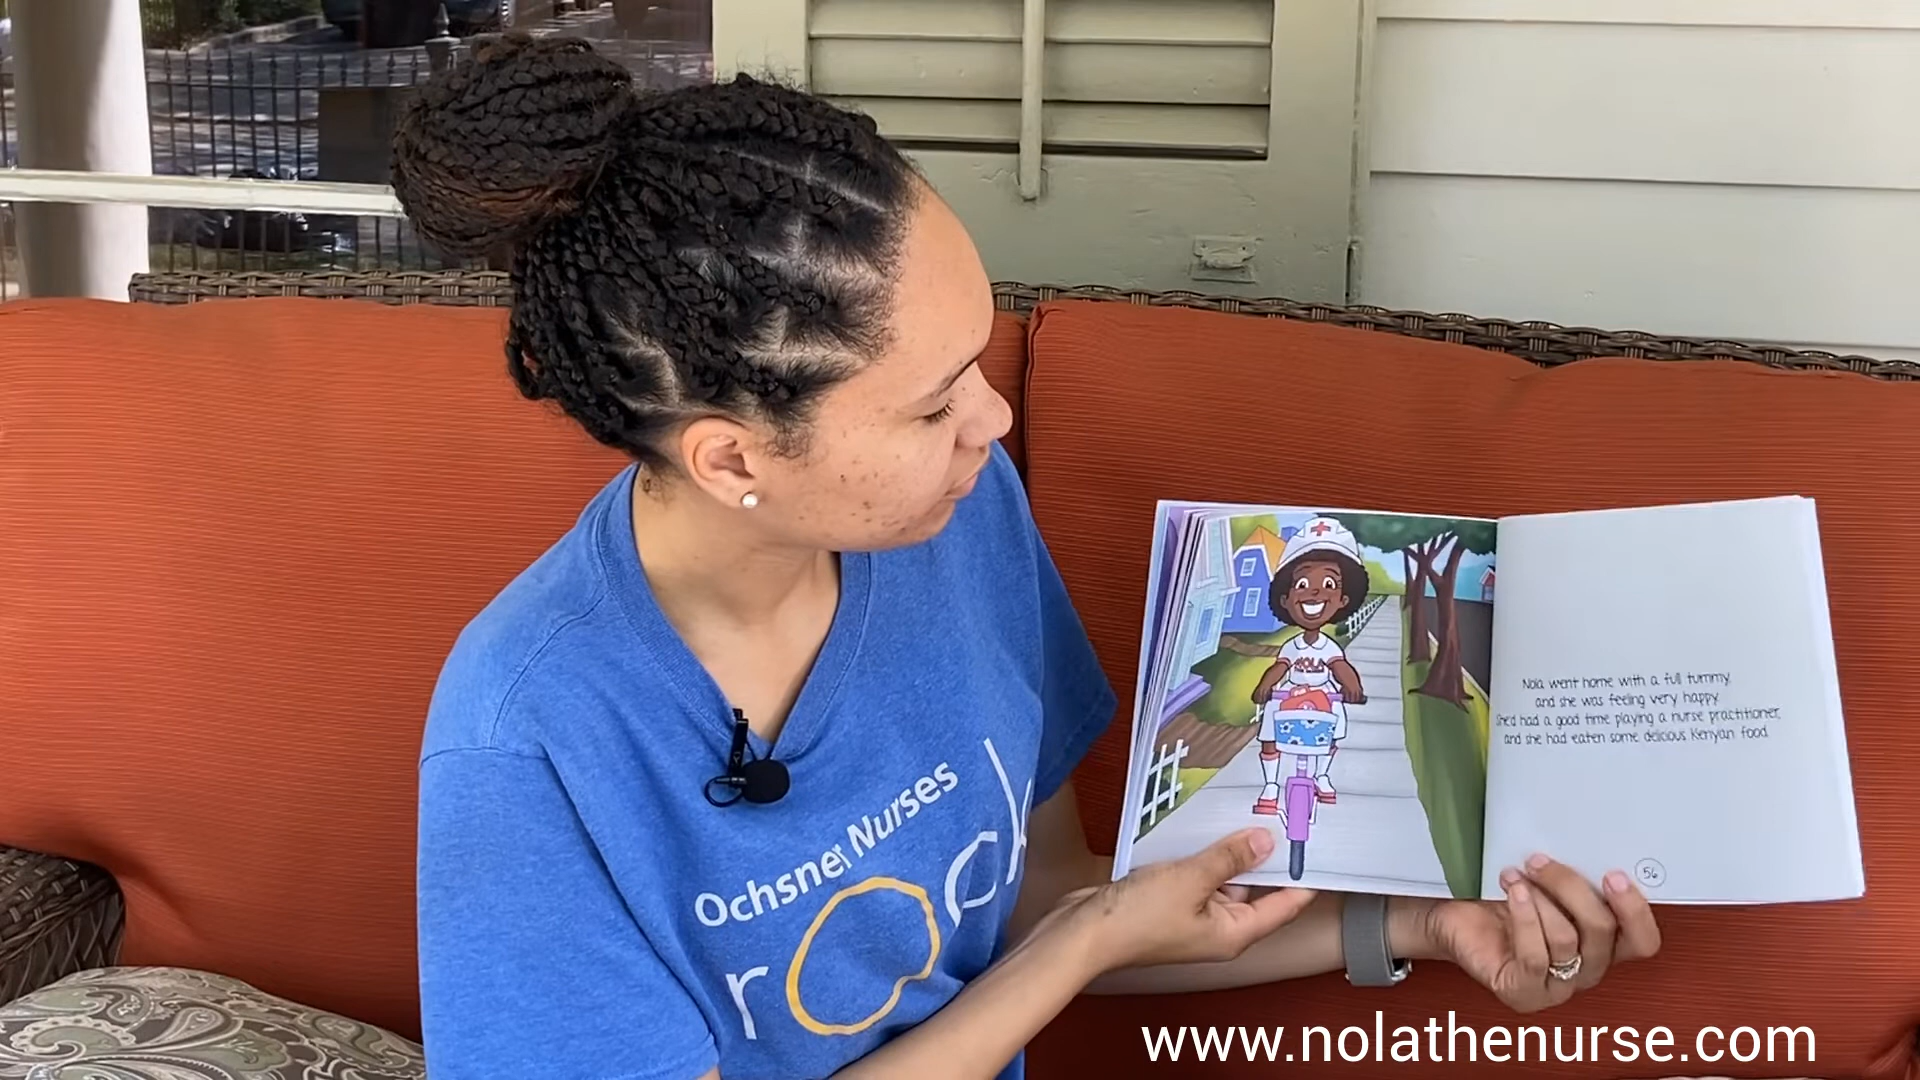 Ochsner Nurses
rock
NOLA
Nola went home with a full tummy,
and she was feeling very happy.
She'd had a good time playing a nurse practitioner,
and she had eaten some delicious Kenyan food.
56
www.nolathenurse.com